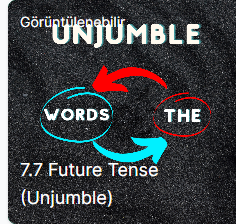 Görüntülenebilir
UNJUMBLE
WORDS THE
7.7 Future Tense
(Unjumble)